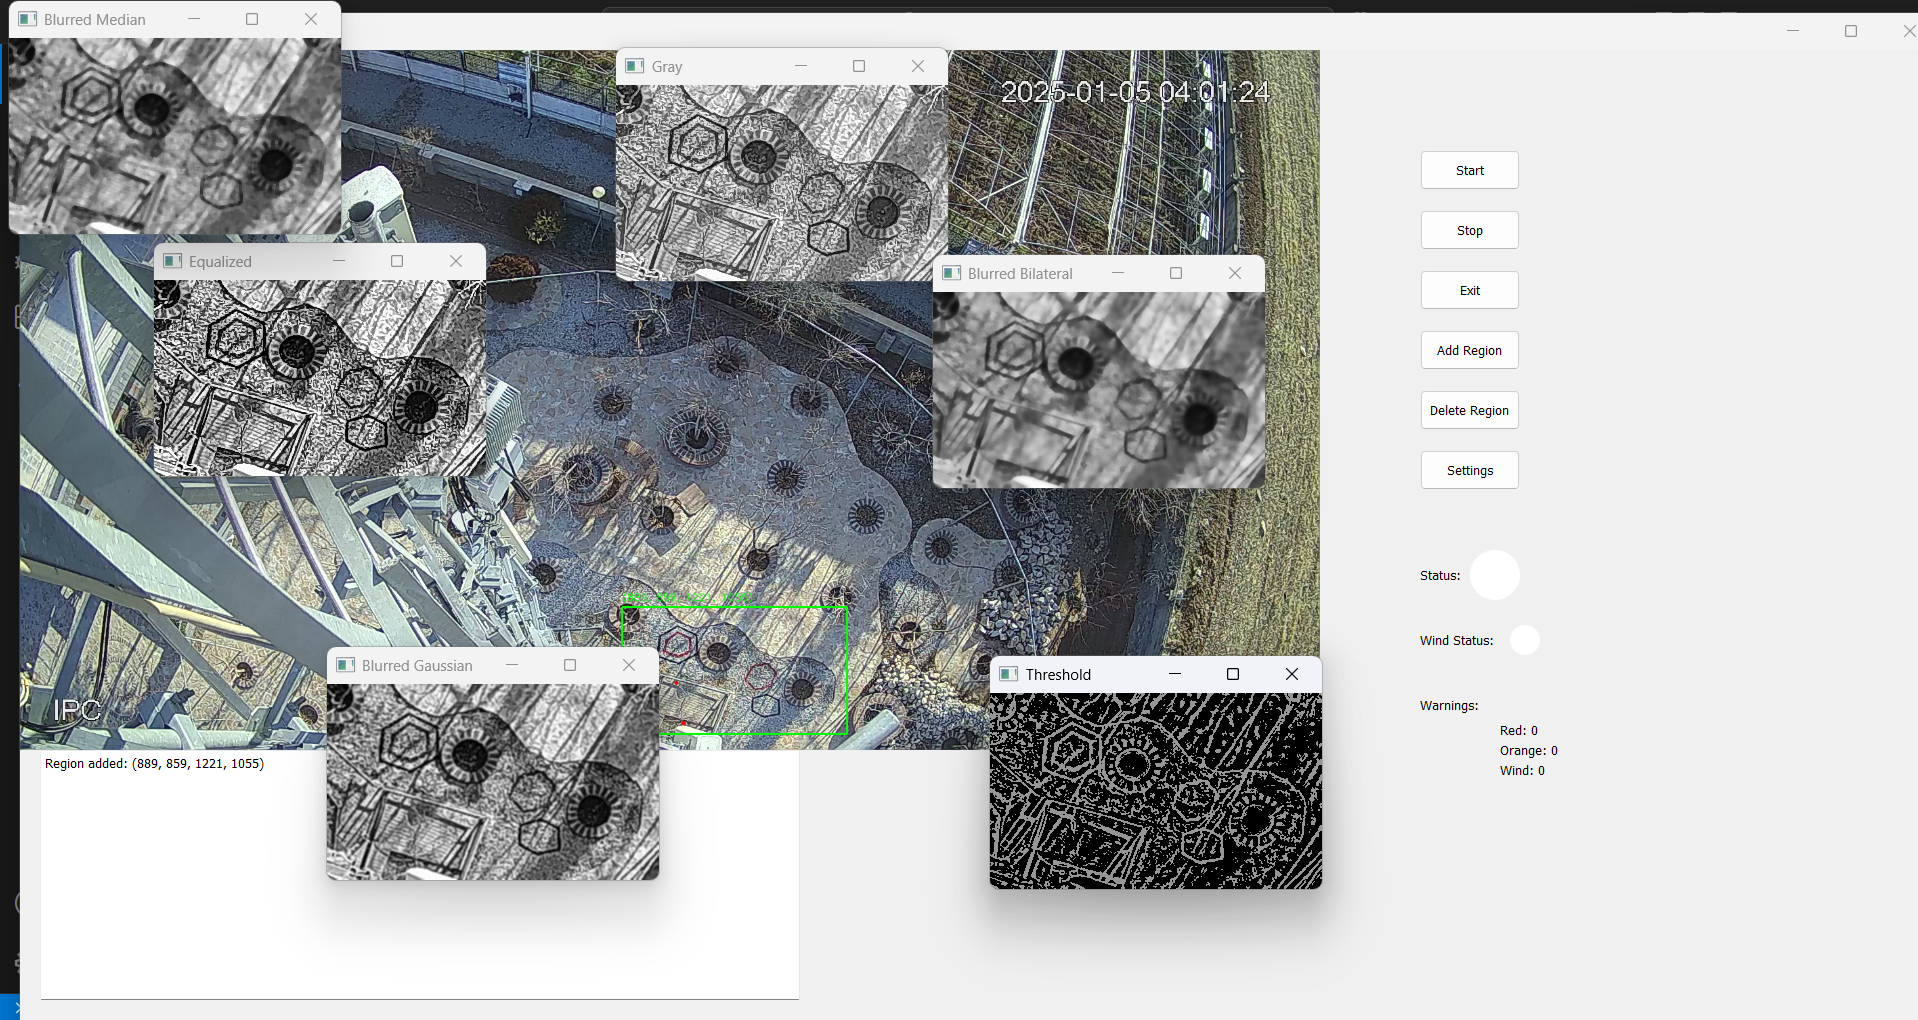 Blurred Median
Gray
2025-01-05 04:01:24
Equalized
Blurred Bilateral
Start
Stop
Exit
Add Region
Delete Region
Settings
Status:
Wind Status:
Blurred Gaussian
Threshold
IPC
Warnings:
Red: 0
Orange: 0
Wind: 0
Region added: (889, 859, 1221, 1055)